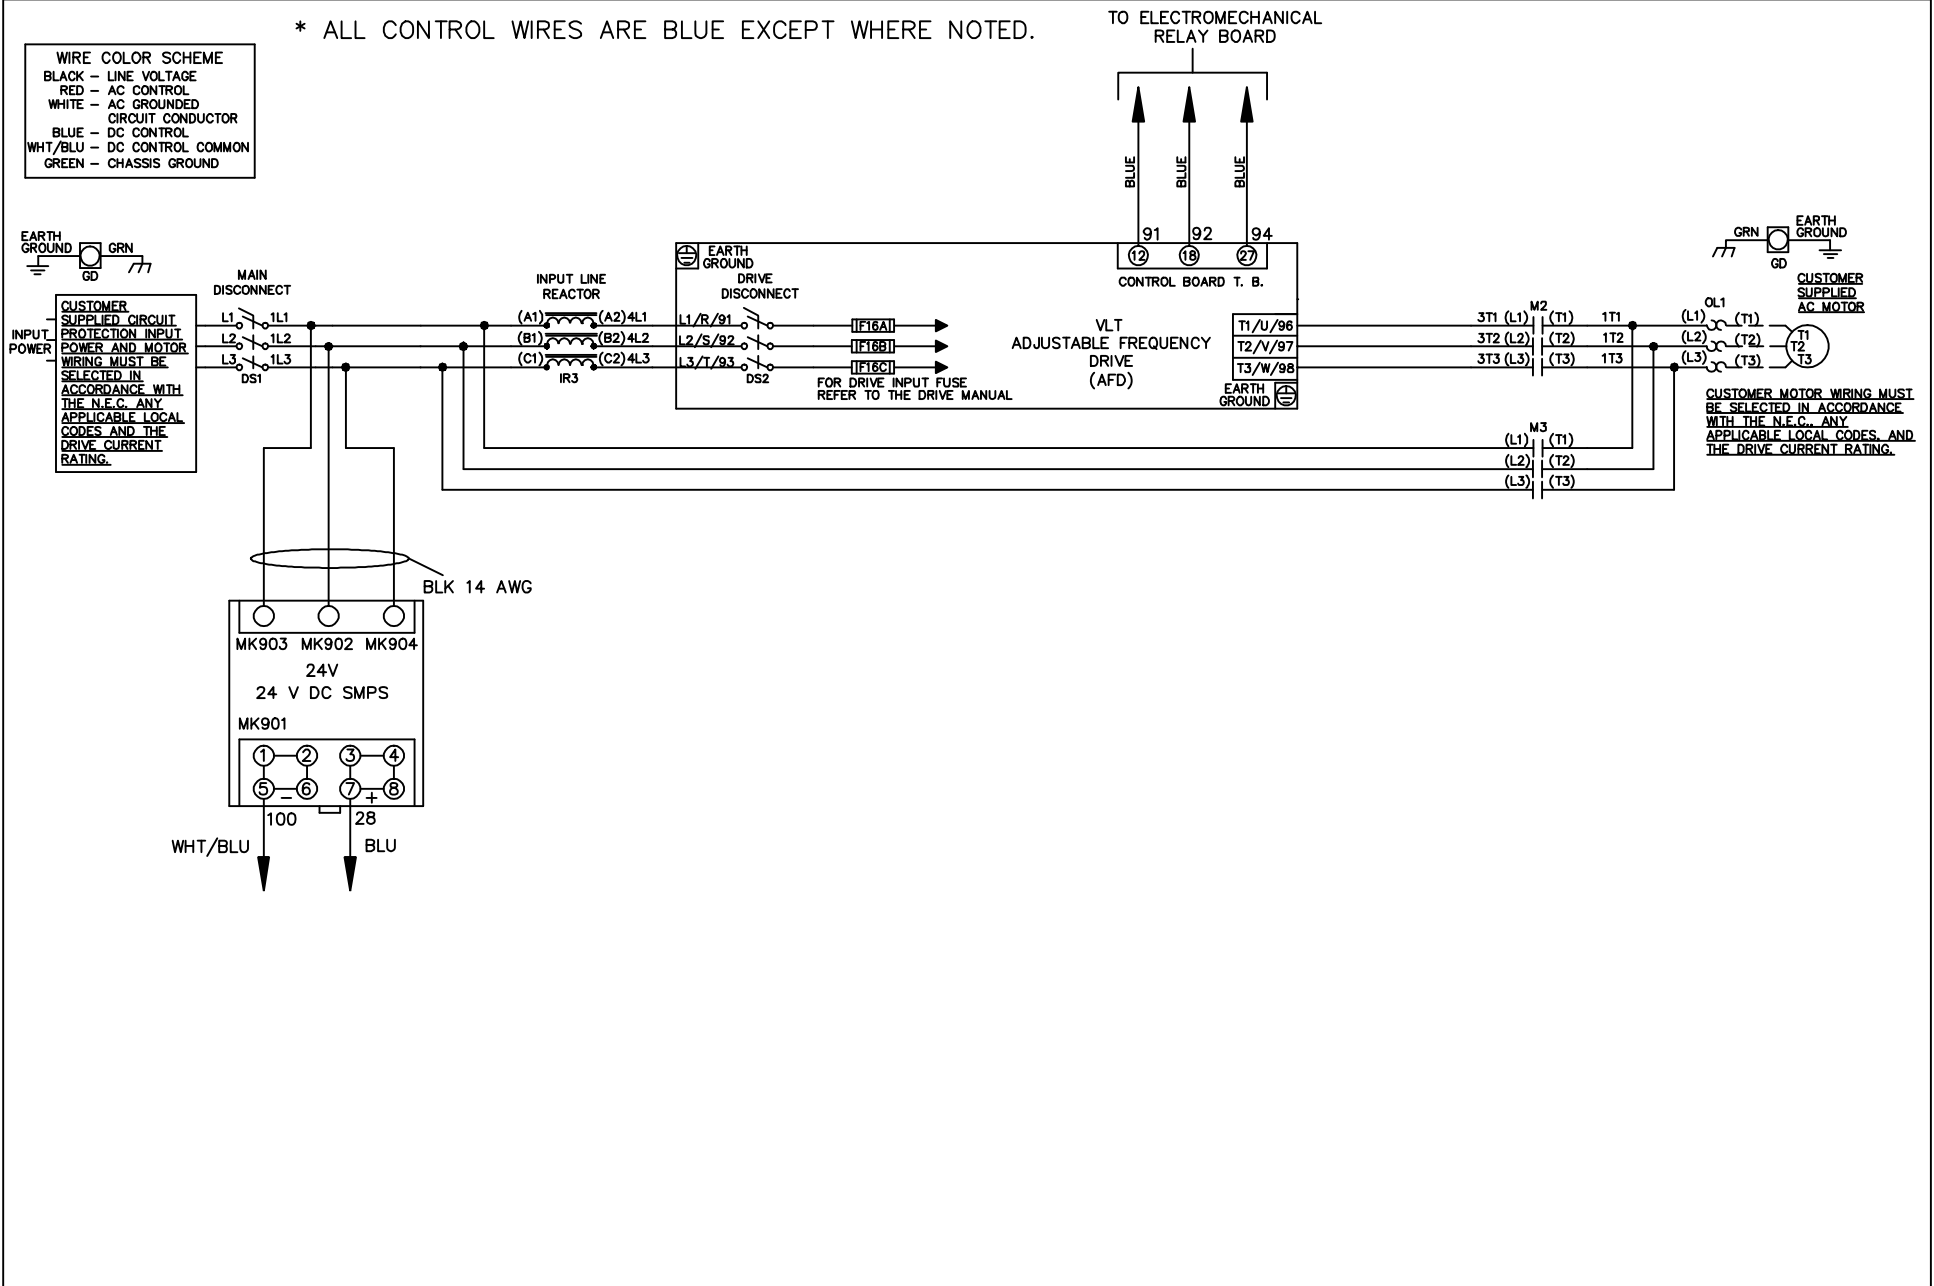 * ALL CONTROL WIRES ARE BLUE EXCEPT WHERE NOTED.
TO ELECTROMECHANICAL
RELAY BOARD
WIRE COLOR SCHEME
BLACK – LINE VOLTAGE
RED – AC CONTROL
WHITE – AC GROUNDED
CIRCUIT CONDUCTOR
BLUE – DC CONTROL
WHT/BLU – DC CONTROL COMMON
GREEN – CHASSIS GROUND
BLUE
BLUE
BLUE
91 92 94
12 18 27
CONTROL BOARD T. B.
EARTH
GROUND
GRN
GD
INPUT
POWER
CUSTOMER
SUPPLIED CIRCUIT
PROTECTION INPUT
POWER AND MOTOR
WIRING MUST BE
SELECTED IN
ACCORDANCE WITH
THE N.E.C. ANY
APPLICABLE LOCAL
CODES AND THE
DRIVE CURRENT
RATING.
MAIN
DISCONNECT
L1 1L1
L2 1L2
L3 1L3
DS1
INPUT LINE
REACTOR
(A1) (A2) 4L1
(B1) (B2) 4L2
(C1) (C2) 4L3
IR3
EARTH
GROUND
DRIVE
DISCONNECT
L1/R/91
L2/S/92
L3/T/93
DS2
F16A
F16B
F16C
FOR DRIVE INPUT FUSE
REFER TO THE DRIVE MANUAL
VLT
ADJUSTABLE FREQUENCY
DRIVE
(AFD)
T1/U/96
T2/V/97
T3/W/98
EARTH
GROUND
M2
3T1 (L1) (T1) 1T1
3T2 (L2) (T2) 1T2
3T3 (L3) (T3) 1T3
M3
(L1) (T1)
(L2) (T2)
(L3) (T3)
OL1
(L1) (T1)
(L2) (T2)
(L3) (T3)
T1
T2
T3
GRN
EARTH
GROUND
GD
CUSTOMER
SUPPLIED
AC MOTOR
CUSTOMER MOTOR WIRING MUST
BE SELECTED IN ACCORDANCE
WITH THE N.E.C., ANY
APPLICABLE LOCAL CODES, AND
THE DRIVE CURRENT RATING.
BLK 14 AWG
MK903 MK902 MK904
24V
24 V DC SMPS
MK901
1 2 3 4
5 6 7 8
– +
100 28
WHT/BLU BLU